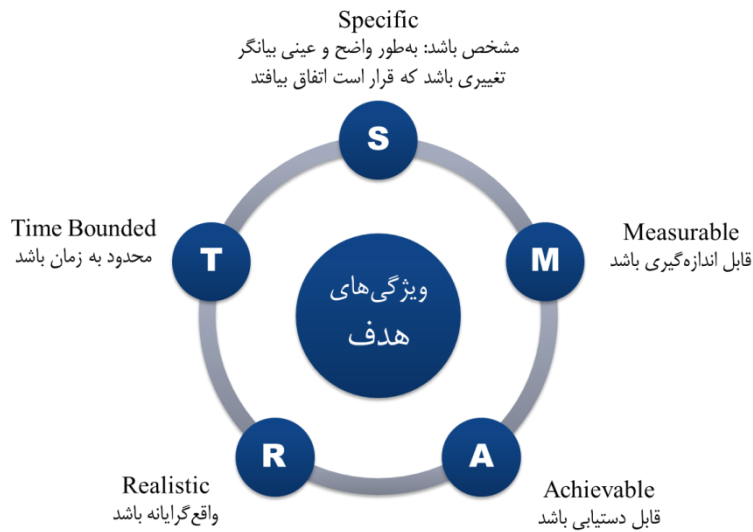 Specific
مشخص باشد: به‌طور واضح و عینی بیانگر
تغییری باشد که قرار است اتفاق بیافتد
S
Measurable
قابل اندازه‌گیری باشد
M
Achievable
قابل دستیابی باشد
A
Realistic
واقع‌گرایانه باشد
R
Time Bounded
محدود به زمان باشد
T
ویژگی‌های
هدف